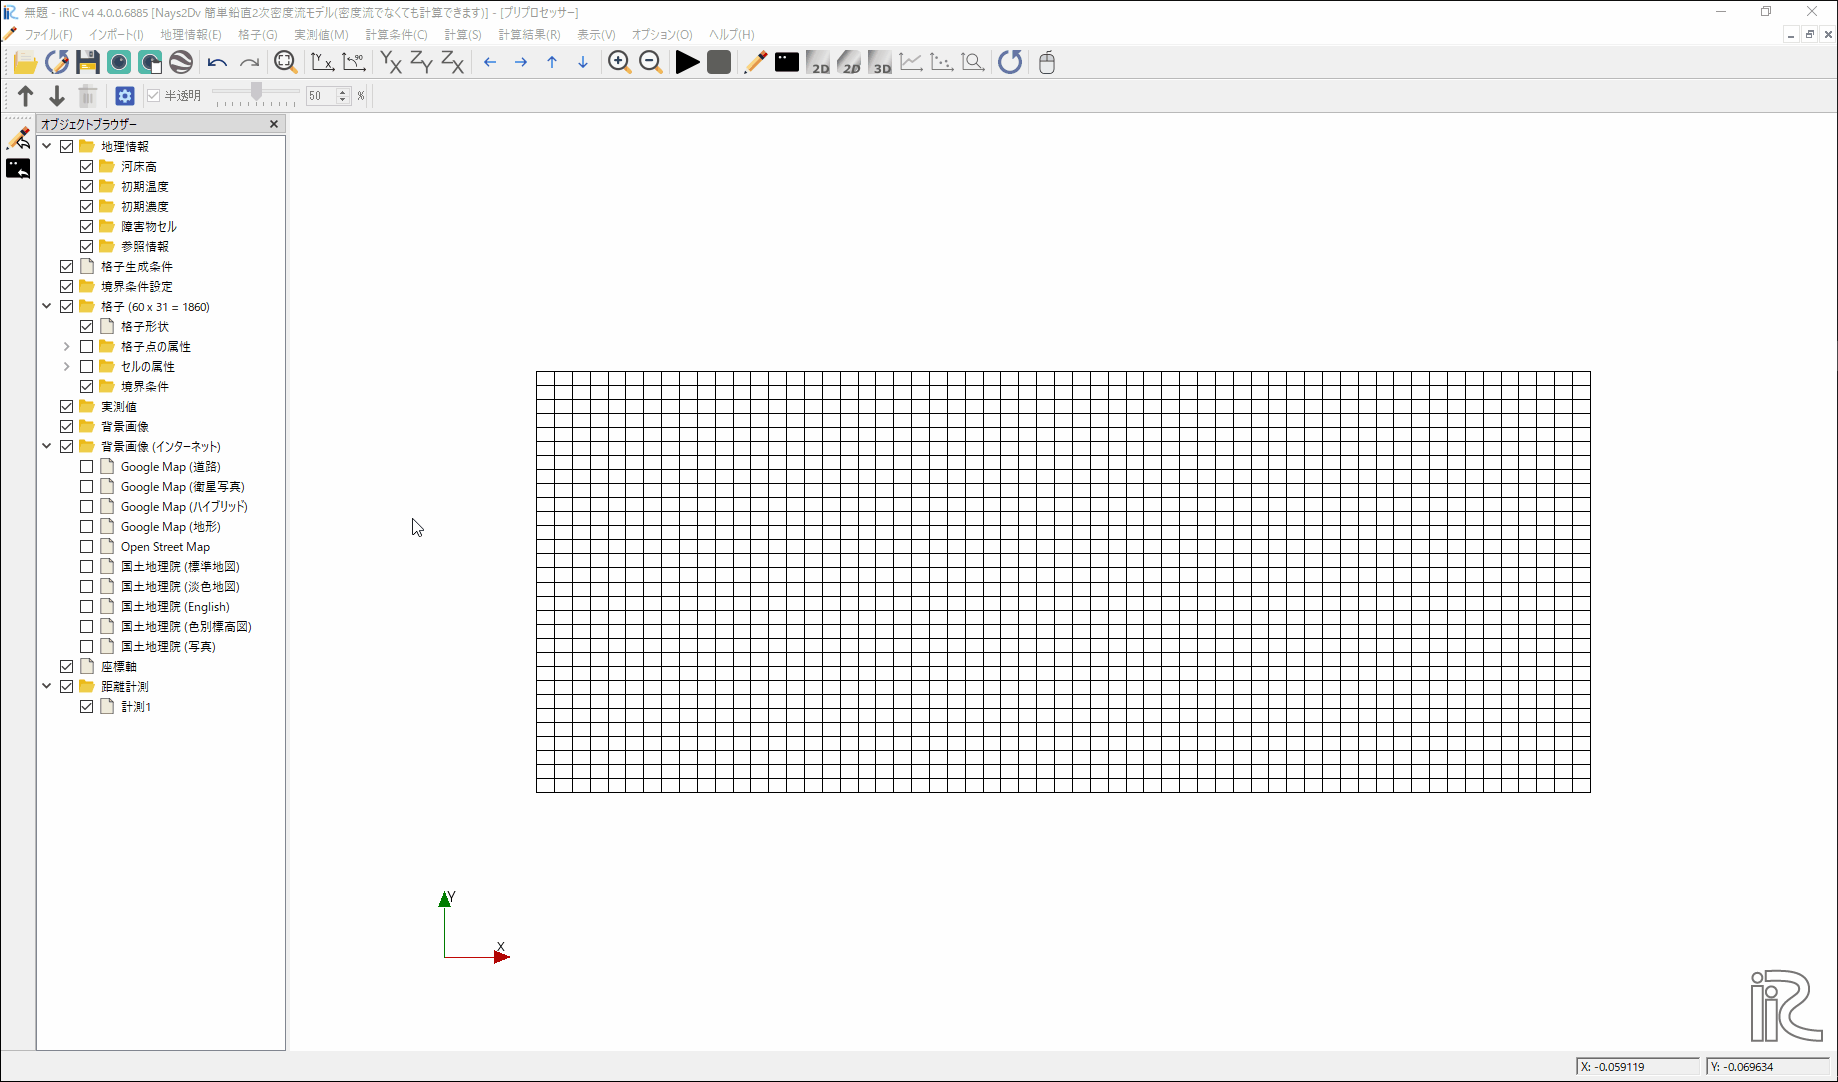 無題 - iRIC v4 4.0.0.6885 [Nays2Dv 簡単鉛直2次密度流モデル(密度流でなくても計算できます)] - [プリプロセッサー]
ファイル(F) インポート(I) 地理情報(E) 格子(G) 実測値(M) 計算条件(C) 計算(S) 計算結果(R) 表示(V) オプション(O) ヘルプ(H)
Y X 90 YX ZY ZX 2D 2D 3D
半透明 50 %
オブジェクトブラウザー
地理情報
河床高
初期温度
初期濃度
障害物セル
参照情報
格子生成条件
境界条件設定
格子 (60 x 31 = 1860)
格子形状
格子点の属性
セルの属性
境界条件
実測値
背景画像
背景画像 (インターネット)
Google Map (道路)
Google Map (衛星写真)
Google Map (ハイブリッド)
Google Map (地形)
Open Street Map
国土地理院 (標準地図)
国土地理院 (淡色地図)
国土地理院 (English)
国土地理院 (色別標高図)
国土地理院 (写真)
座標軸
距離計測
計測1
Y
X
iRIC
X: -0.059119 Y: -0.069634